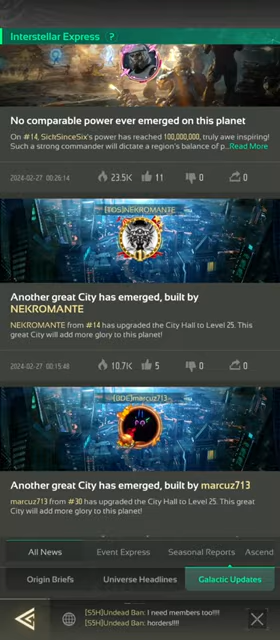 Interstellar Express ?
No comparable power ever emerged on this planet
On #14, SichSinceSix's power has reached 100,000,000, truly awe inspiring!
Such a strong commander will dictate a region's balance of p...Read More
2024-02-27 00:26:14 23.5K 11 0 0
[TOS]NEKROMANTE
Another great City has emerged, built by
NEKROMANTE
NEKROMANTE from #14 has upgraded the City Hall to Level 25. This
great City will add more glory to this planet!
2024-02-27 00:15:48 10.7K 5 0 0
[IDE]marcuz713
Another great City has emerged, built by marcuz713
marcuz713 from #30 has upgraded the City Hall to Level 25. This great
City will add more glory to this planet!
All News Event Express Seasonal Reports Ascend
Origin Briefs Universe Headlines Galactic Updates
[S5H]Undead Ban: I need members too!!!!
[S5H]Undead Ban: horders!!!!